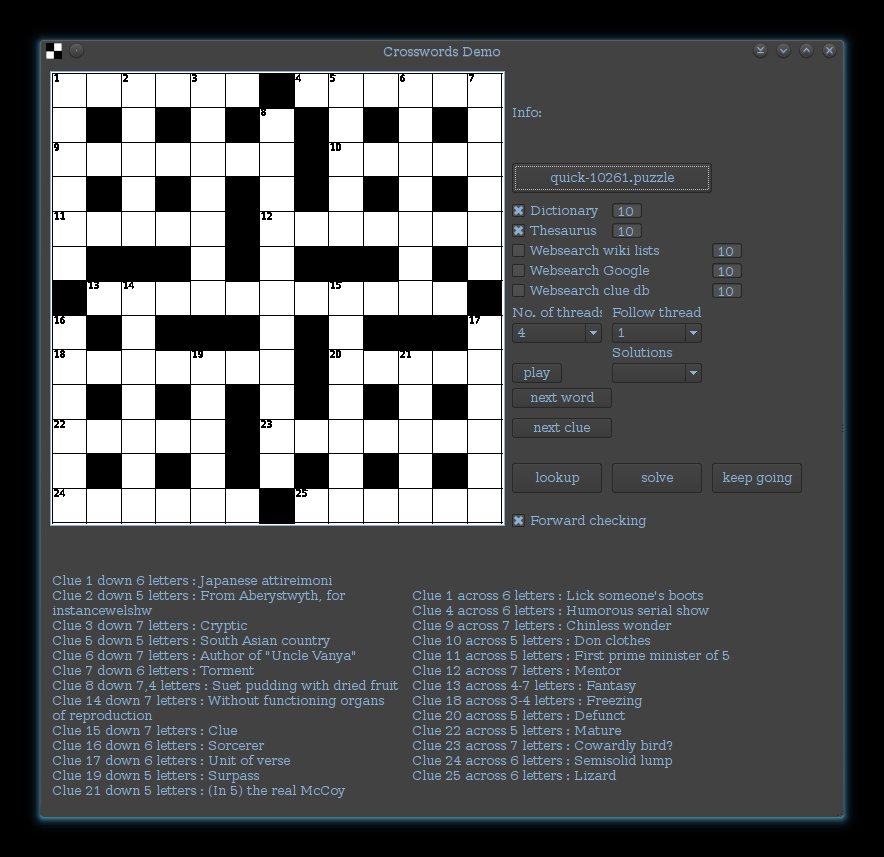 Crosswords Demo
1 2 3 4 5 6 7
8
9 10
11 12
13 14 15
16 17
18 19 20 21
22 23
24 25
Info:
quick-10261.puzzle
Dictionary 10
Thesaurus 10
Websearch wiki lists 10
Websearch Google 10
Websearch clue db 10
No. of threads Follow thread
4 1
Solutions
play
next word
next clue
lookup solve keep going
Forward checking
Clue 1 down 6 letters : Japanese attireimoni
Clue 2 down 5 letters : From Aberystwyth, for
instancewelshw
Clue 3 down 7 letters : Cryptic
Clue 5 down 5 letters : South Asian country
Clue 6 down 7 letters : Author of "Uncle Vanya"
Clue 7 down 6 letters : Torment
Clue 8 down 7,4 letters : Suet pudding with dried fruit
Clue 14 down 7 letters : Without functioning organs
of reproduction
Clue 15 down 7 letters : Clue
Clue 16 down 6 letters : Sorcerer
Clue 17 down 6 letters : Unit of verse
Clue 19 down 5 letters : Surpass
Clue 21 down 5 letters : (In 5) the real McCoy
Clue 1 across 6 letters : Lick someone's boots
Clue 4 across 6 letters : Humorous serial show
Clue 9 across 7 letters : Chinless wonder
Clue 10 across 5 letters : Don clothes
Clue 11 across 5 letters : First prime minister of 5
Clue 12 across 7 letters : Mentor
Clue 13 across 4-7 letters : Fantasy
Clue 18 across 3-4 letters : Freezing
Clue 20 across 5 letters : Defunct
Clue 22 across 5 letters : Mature
Clue 23 across 7 letters : Cowardly bird?
Clue 24 across 6 letters : Semisolid lump
Clue 25 across 6 letters : Lizard